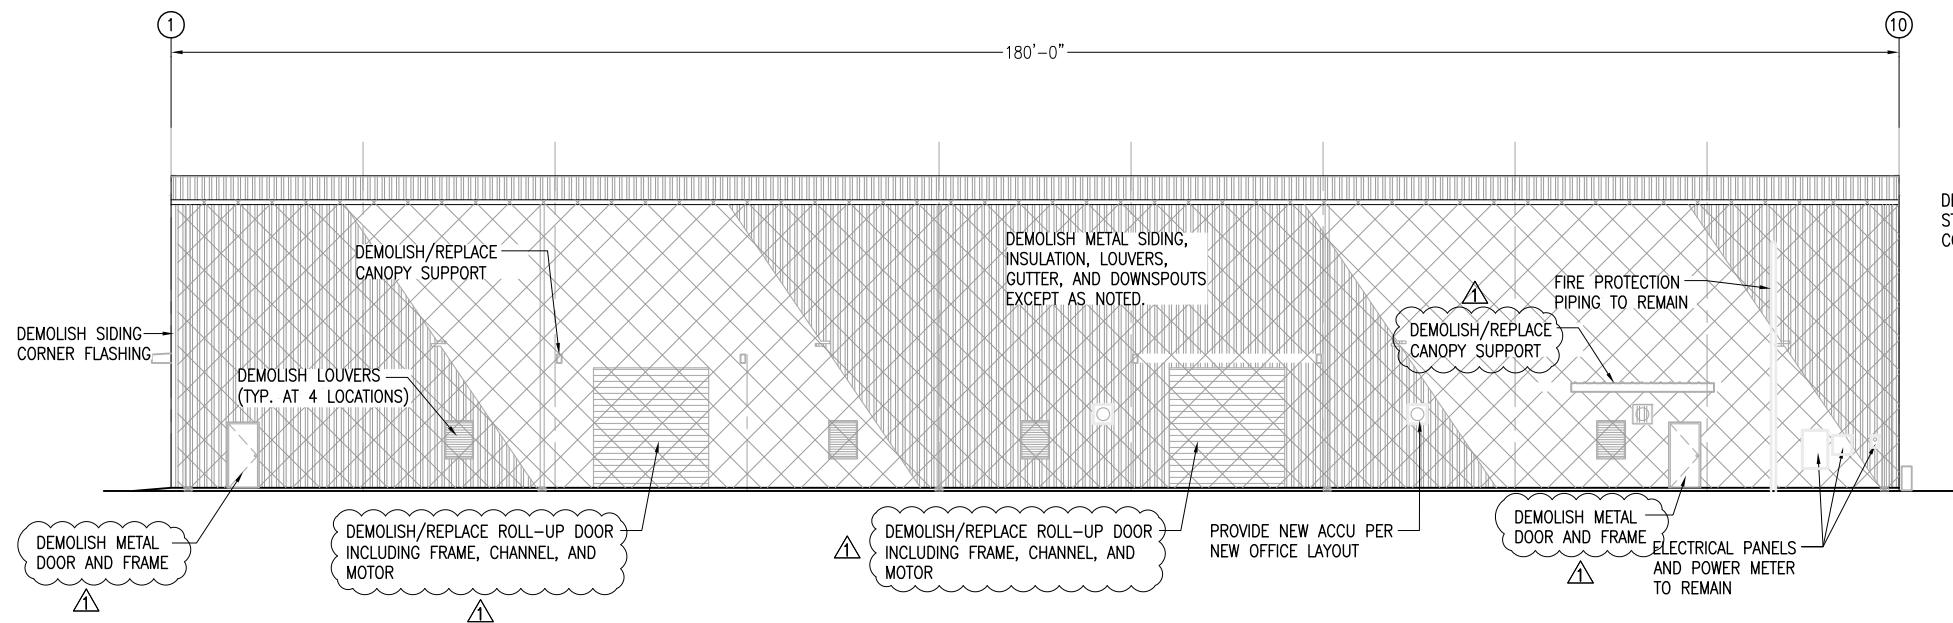 1
10
180'-0"
DEMOLISH/REPLACE
CANOPY SUPPORT
DEMOLISH METAL SIDING,
INSULATION, LOUVERS,
GUTTER, AND DOWNSPOUTS
EXCEPT AS NOTED.
FIRE PROTECTION
PIPING TO REMAIN
1
DEMOLISH/REPLACE
CANOPY SUPPORT
DEMOLISH SIDING
CORNER FLASHING
DEMOLISH LOUVERS
(TYP. AT 4 LOCATIONS)
DEMOLISH METAL
DOOR AND FRAME
1
DEMOLISH/REPLACE ROLL-UP DOOR
INCLUDING FRAME, CHANNEL, AND
MOTOR
1
1
DEMOLISH/REPLACE ROLL-UP DOOR
INCLUDING FRAME, CHANNEL, AND
MOTOR
PROVIDE NEW ACCU PER
NEW OFFICE LAYOUT
DEMOLISH METAL
DOOR AND FRAME
1
ELECTRICAL PANELS
AND POWER METER
TO REMAIN